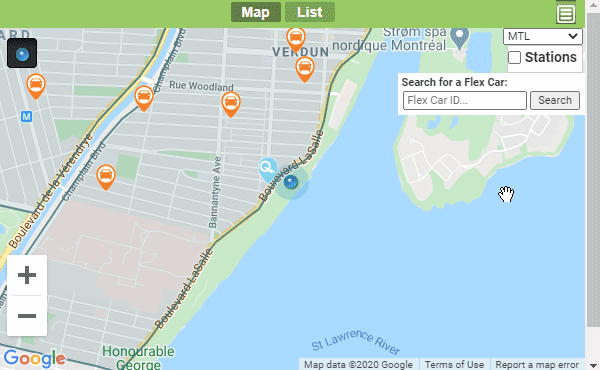 Map
List
ARD
Champlain Blvd
VERDUN
Strøm spa
nordique Montréal
MTL
Stations
Search for a Flex Car:
Flex Car ID...
Search
Rue Woodland
M
Boulevard de la Vérendrye
Champlain Blvd
Bannantyne Ave
Boulevard LaSalle
Boulevard LaSalle
St Lawrence River
Honourable
George
Google
Map data ©2020 Google
Terms of Use
Report a map error